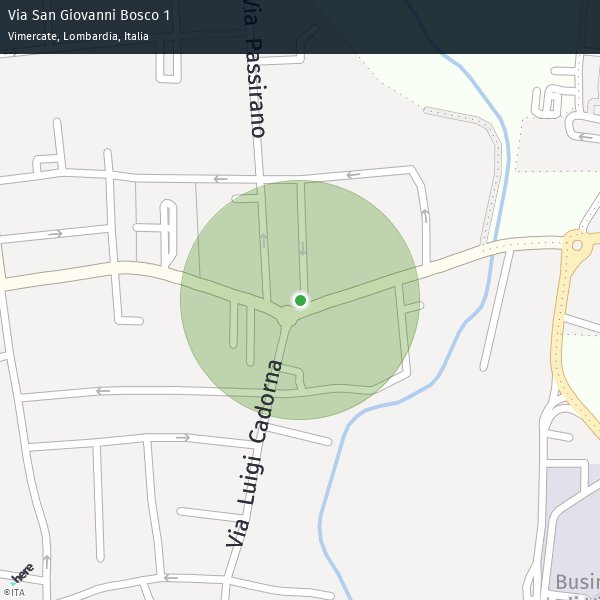 Via San Giovanni Bosco 1
Vimercate, Lombardia, Italia
Via Passirano
Via Luigi Cadorna
here
©ITA